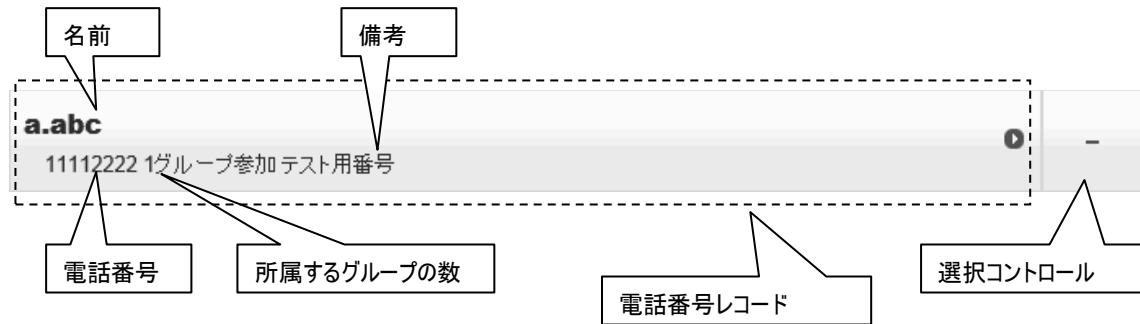 名前
備考
a.abc
11112222 1グループ参加 テスト用番号
−
電話番号
所属するグループの数
電話番号レコード
選択コントロール